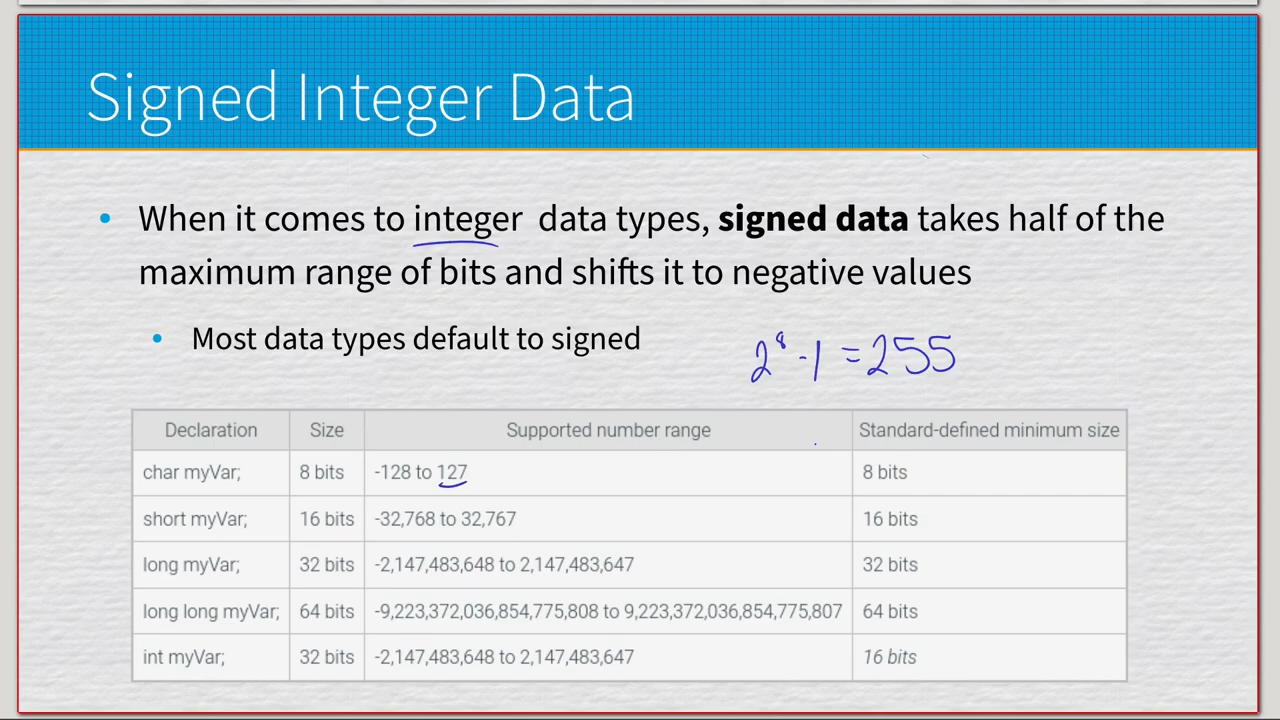 Signed Integer Data
• When it comes to integer data types, signed data takes half of the
maximum range of bits and shifts it to negative values
• Most data types default to signed
2⁸ - 1 = 255
Declaration Size Supported number range Standard-defined minimum size
char myVar; 8 bits -128 to 127 8 bits
short myVar; 16 bits -32,768 to 32,767 16 bits
long myVar; 32 bits -2,147,483,648 to 2,147,483,647 32 bits
long long myVar; 64 bits -9,223,372,036,854,775,808 to 9,223,372,036,854,775,807 64 bits
int myVar; 32 bits -2,147,483,648 to 2,147,483,647 16 bits